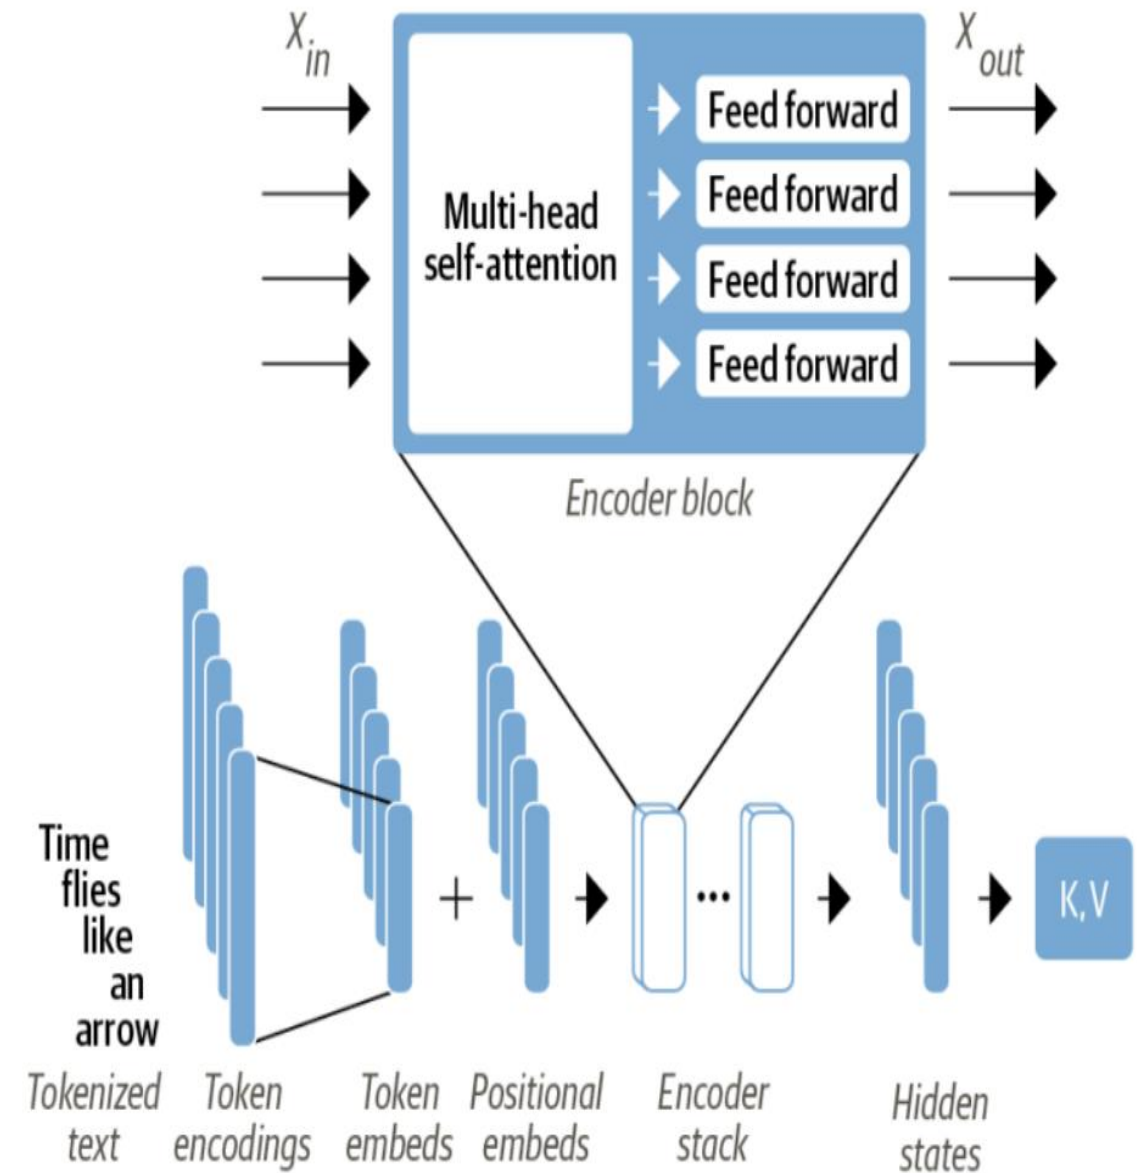 X in
X out
Feed forward
Feed forward
Multi-head
self-attention
Feed forward
Feed forward
Encoder block
Time
flies
like
an
arrow
+
...
K, V
Tokenized
text
Token
encodings
Token
embeds
Positional
embeds
Encoder
stack
Hidden
states